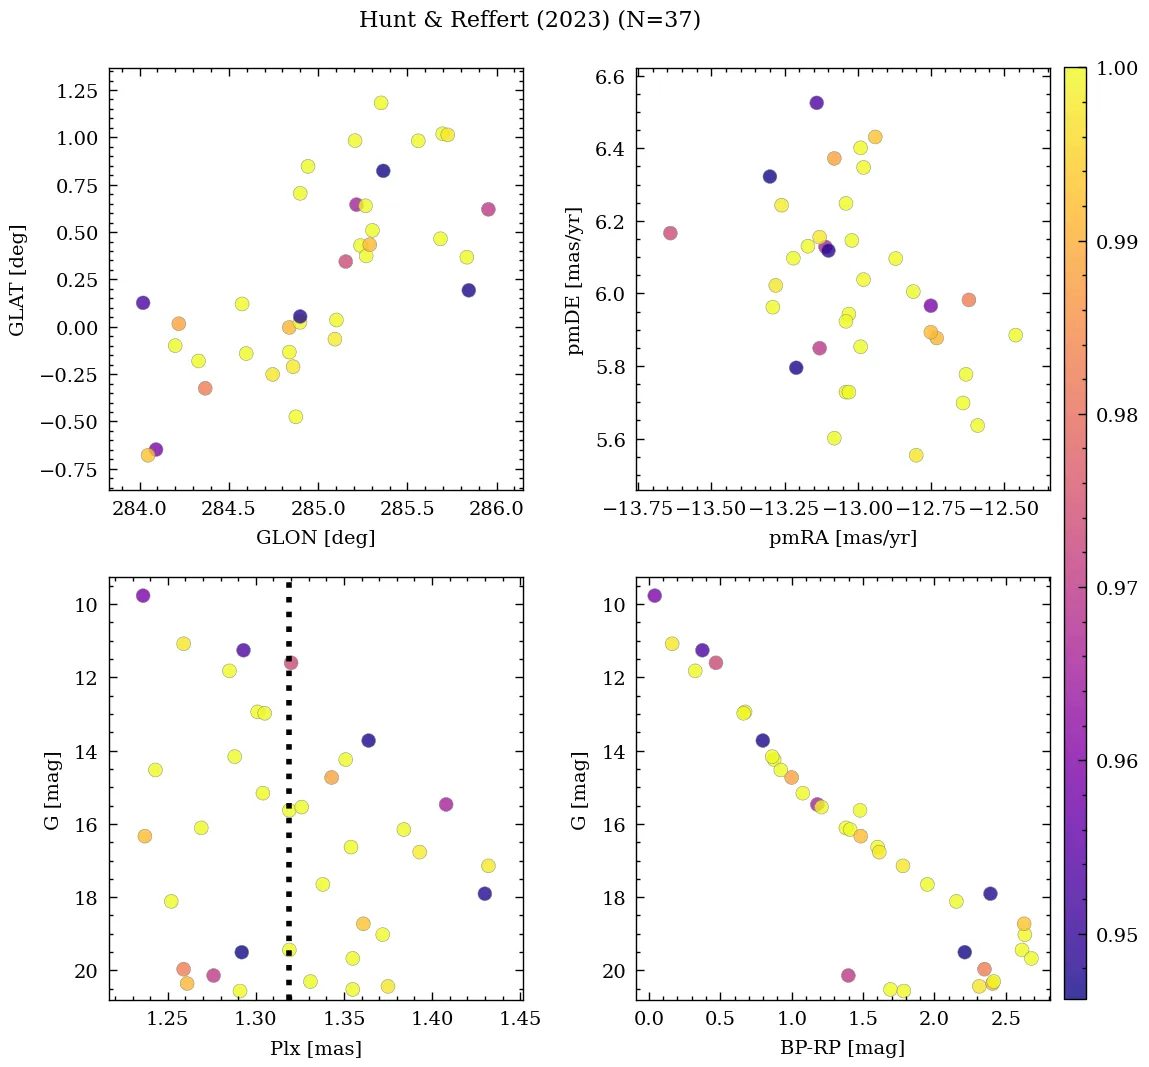 Hunt & Reffert (2023) (N=37)
1.25
1.00
0.75
0.50
0.25
0.00
−0.25
−0.50
−0.75
GLAT [deg]
284.0 284.5 285.0 285.5 286.0
GLON [deg]
6.6
6.4
6.2
6.0
5.8
5.6
pmDE [mas/yr]
−13.75 −13.50 −13.25 −13.00 −12.75 −12.50
pmRA [mas/yr]
10
12
14
16
18
20
G [mag]
1.25 1.30 1.35 1.40 1.45
Plx [mas]
10
12
14
16
18
20
G [mag]
0.0 0.5 1.0 1.5 2.0 2.5
BP-RP [mag]
1.00
0.99
0.98
0.97
0.96
0.95